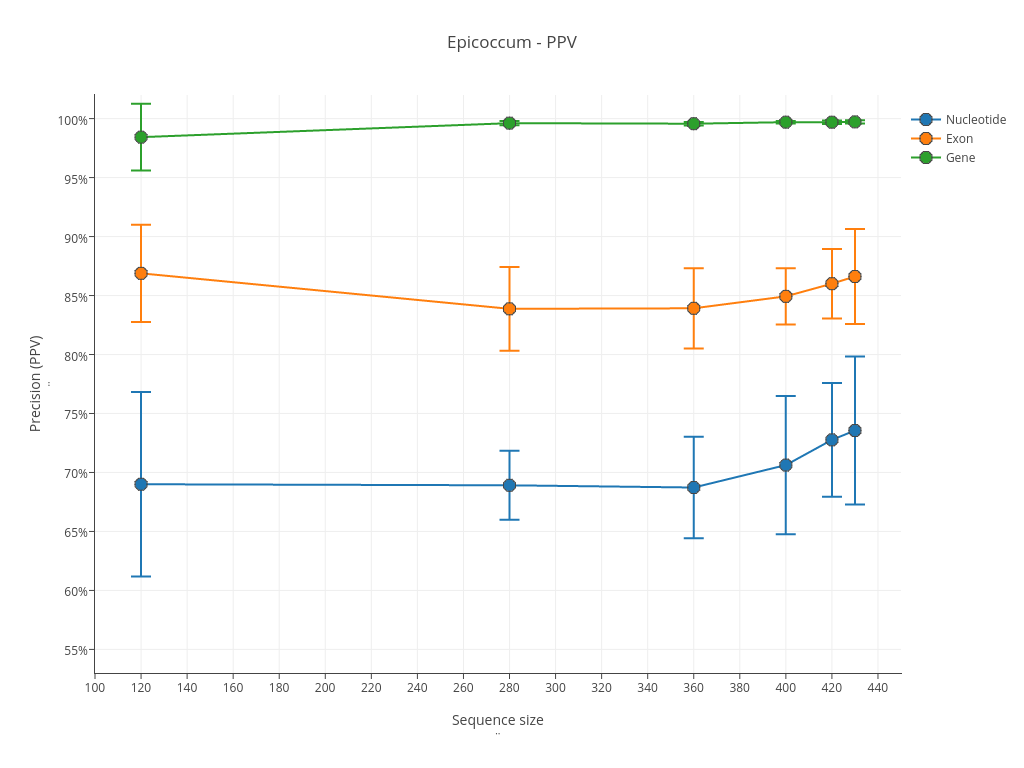 Epicoccum - PPV
100%
95%
90%
85%
80%
75%
70%
65%
60%
55%
Precision (PPV)
..
100 120 140 160 180 200 220 240 260 280 300 320 340 360 380 400 420 440
Sequence size
..
Nucleotide
Exon
Gene